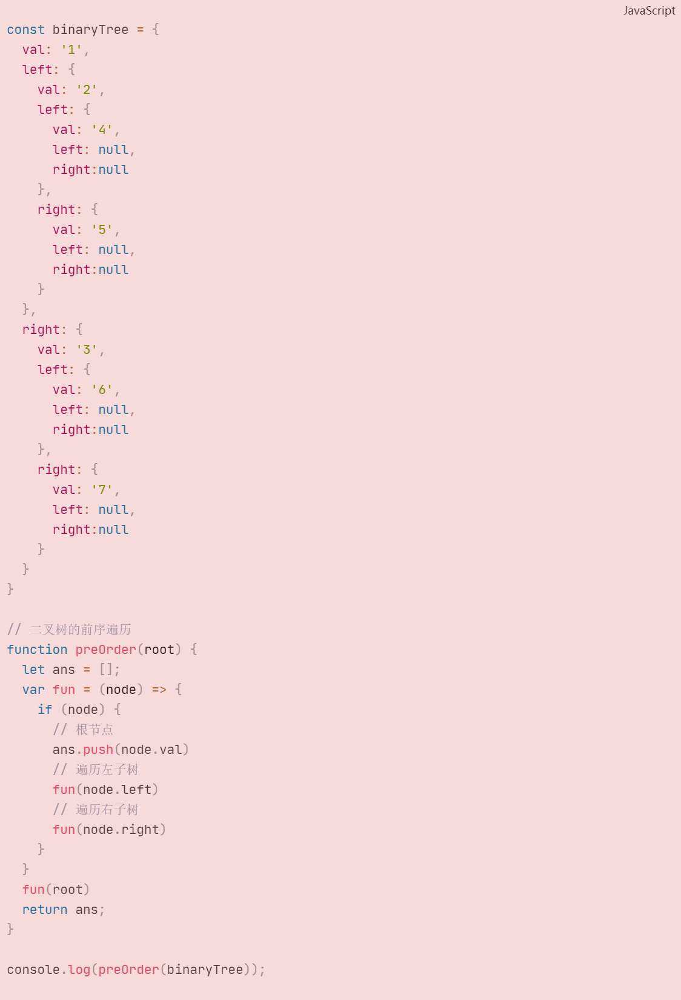 JavaScript
const binaryTree = {
  val: '1',
  left: {
    val: '2',
    left: {
      val: '4',
      left: null,
      right:null
    },
    right: {
      val: '5',
      left: null,
      right:null
    }
  },
  right: {
    val: '3',
    left: {
      val: '6',
      left: null,
      right:null
    },
    right: {
      val: '7',
      left: null,
      right:null
    }
  }
}

// 二叉树的前序遍历
function preOrder(root) {
  let ans = [];
  var fun = (node) => {
    if (node) {
      // 根节点
      ans.push(node.val)
      // 遍历左子树
      fun(node.left)
      // 遍历右子树
      fun(node.right)
    }
  }
  fun(root)
  return ans;
}

console.log(preOrder(binaryTree));